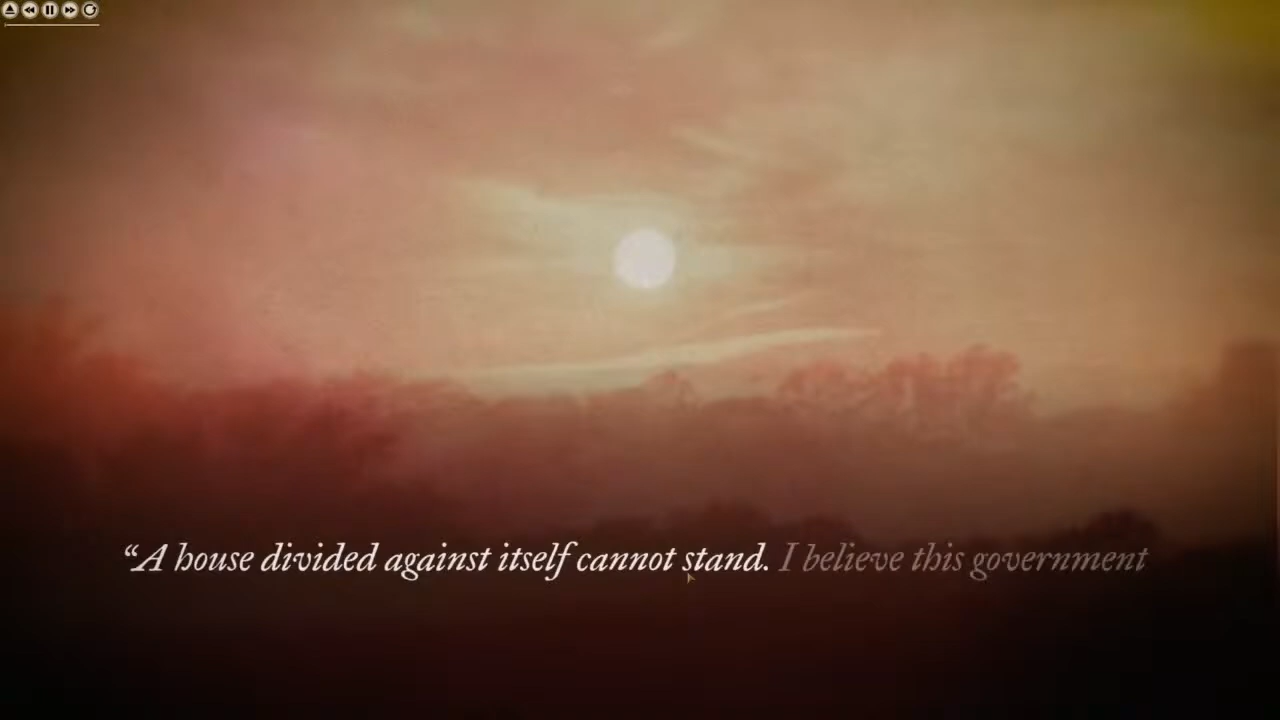 “A house divided against itself cannot stand. I believe this government